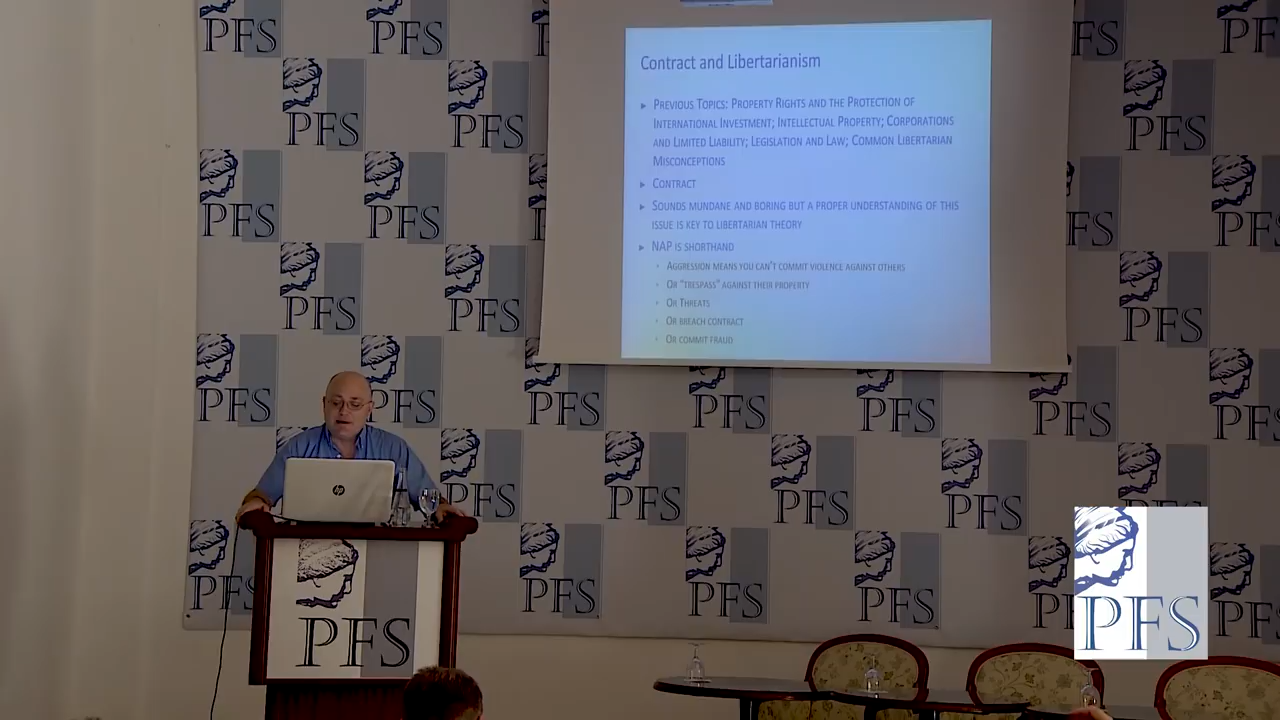 Contract and Libertarianism
Previous Topics: Property Rights and the Protection of
International Investment; Intellectual Property; Corporations
and Limited Liability; Legislation and Law; Common Libertarian
Misconceptions
Contract
Sounds mundane and boring but a proper understanding of this
issue is key to libertarian theory
NAP is shorthand
Aggression means you can't commit violence against others
Or "trespass" against their property
Or Threats
Or breach contract
Or commit fraud
PFS
hp
PFS
PFS